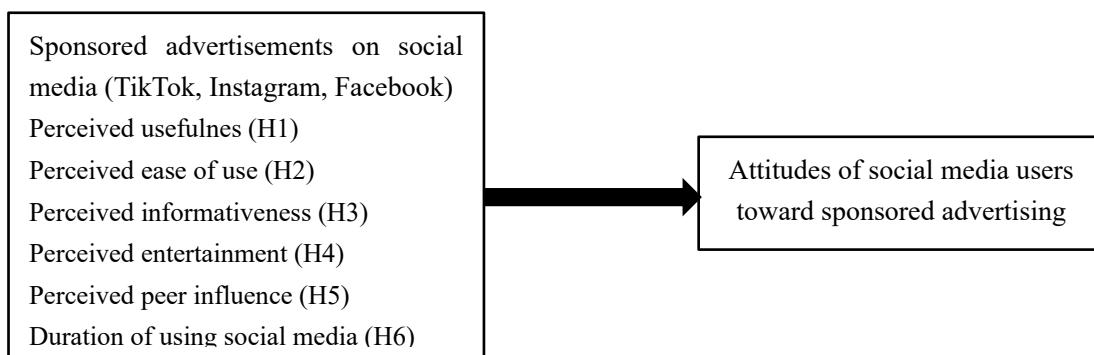 Sponsored advertisements on social
media (TikTok, Instagram, Facebook)
Perceived usefulnes (H1)
Perceived ease of use (H2)
Perceived informativeness (H3)
Perceived entertainment (H4)
Perceived peer influence (H5)
Duration of using social media (H6)
Attitudes of social media users
toward sponsored advertising